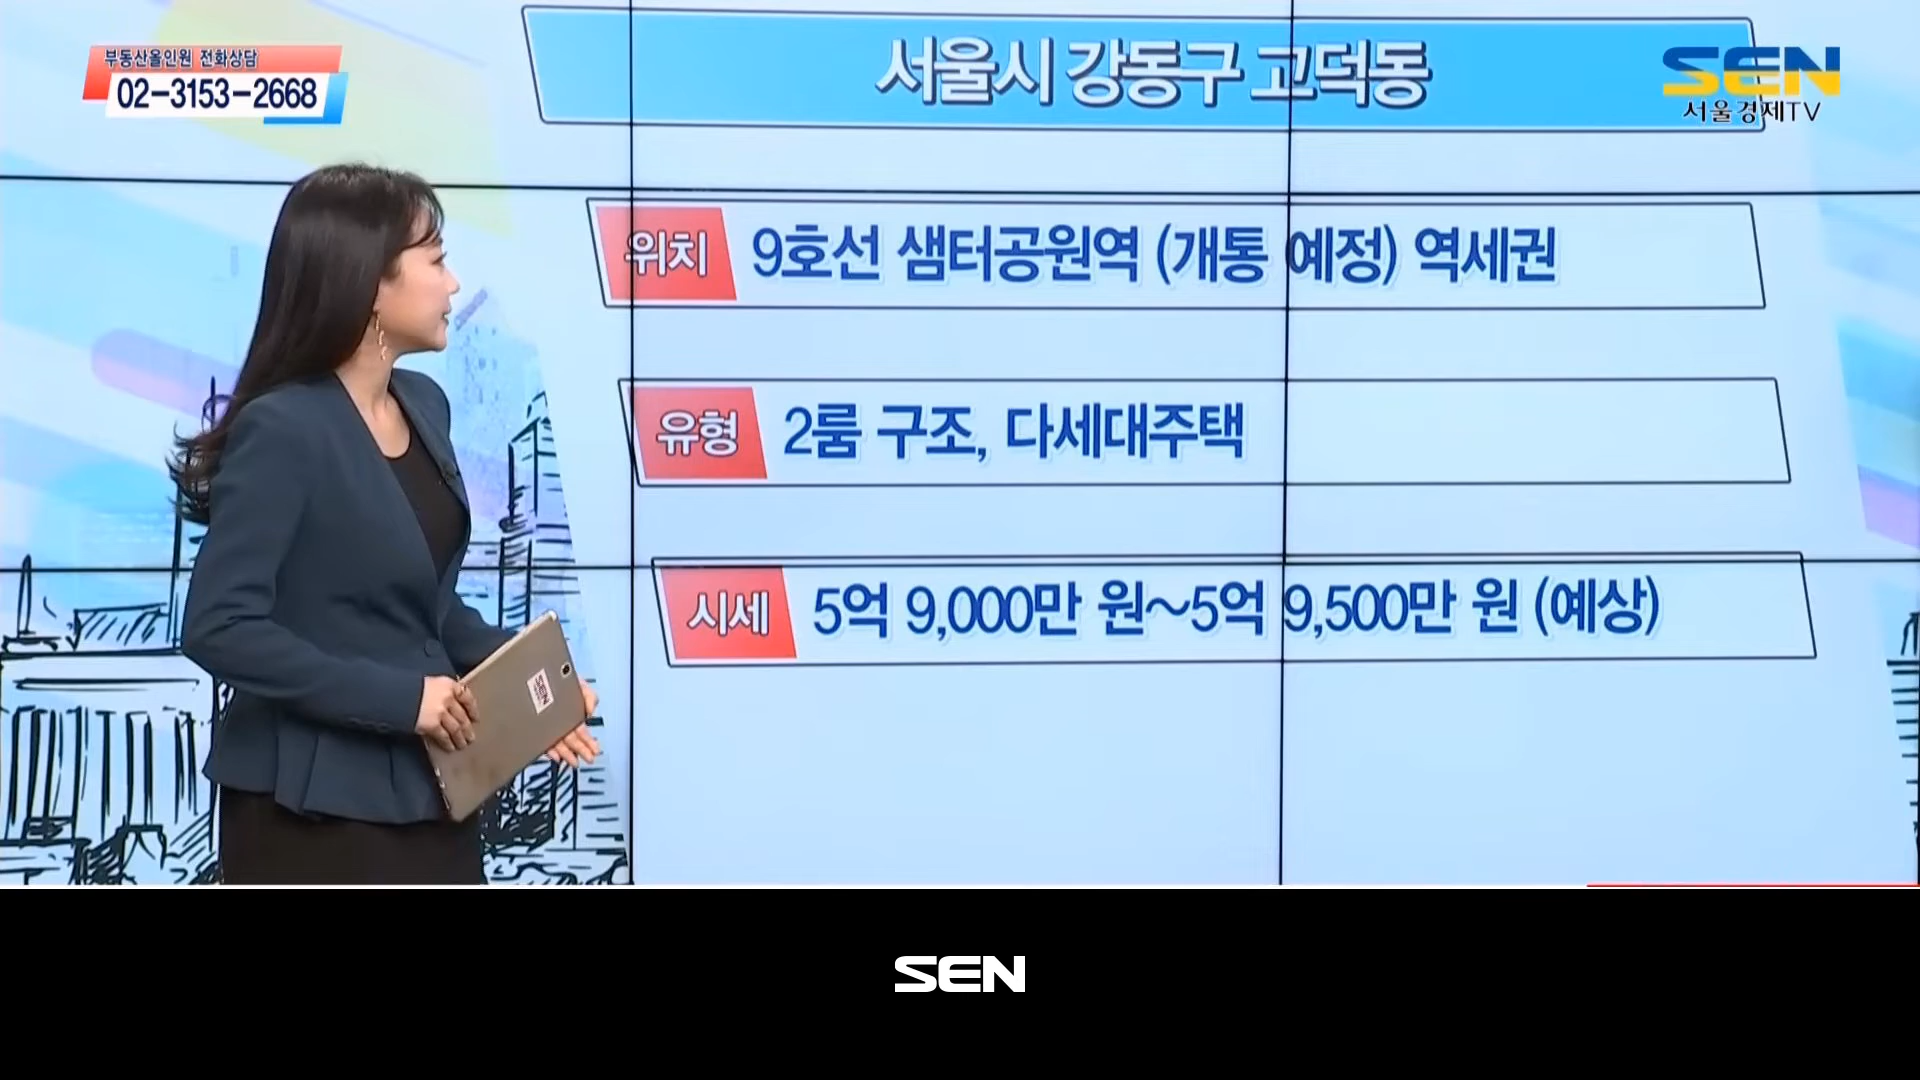 부동산올인원 전화상담
02-3153-2668
서울시 강동구 고덕동
SEN
서울경제TV
위치 9호선 샘터공원역 (개통 예정) 역세권
유형 2룸 구조, 다세대주택
시세 5억 9,000만 원~5억 9,500만 원 (예상)
SEN
SEN